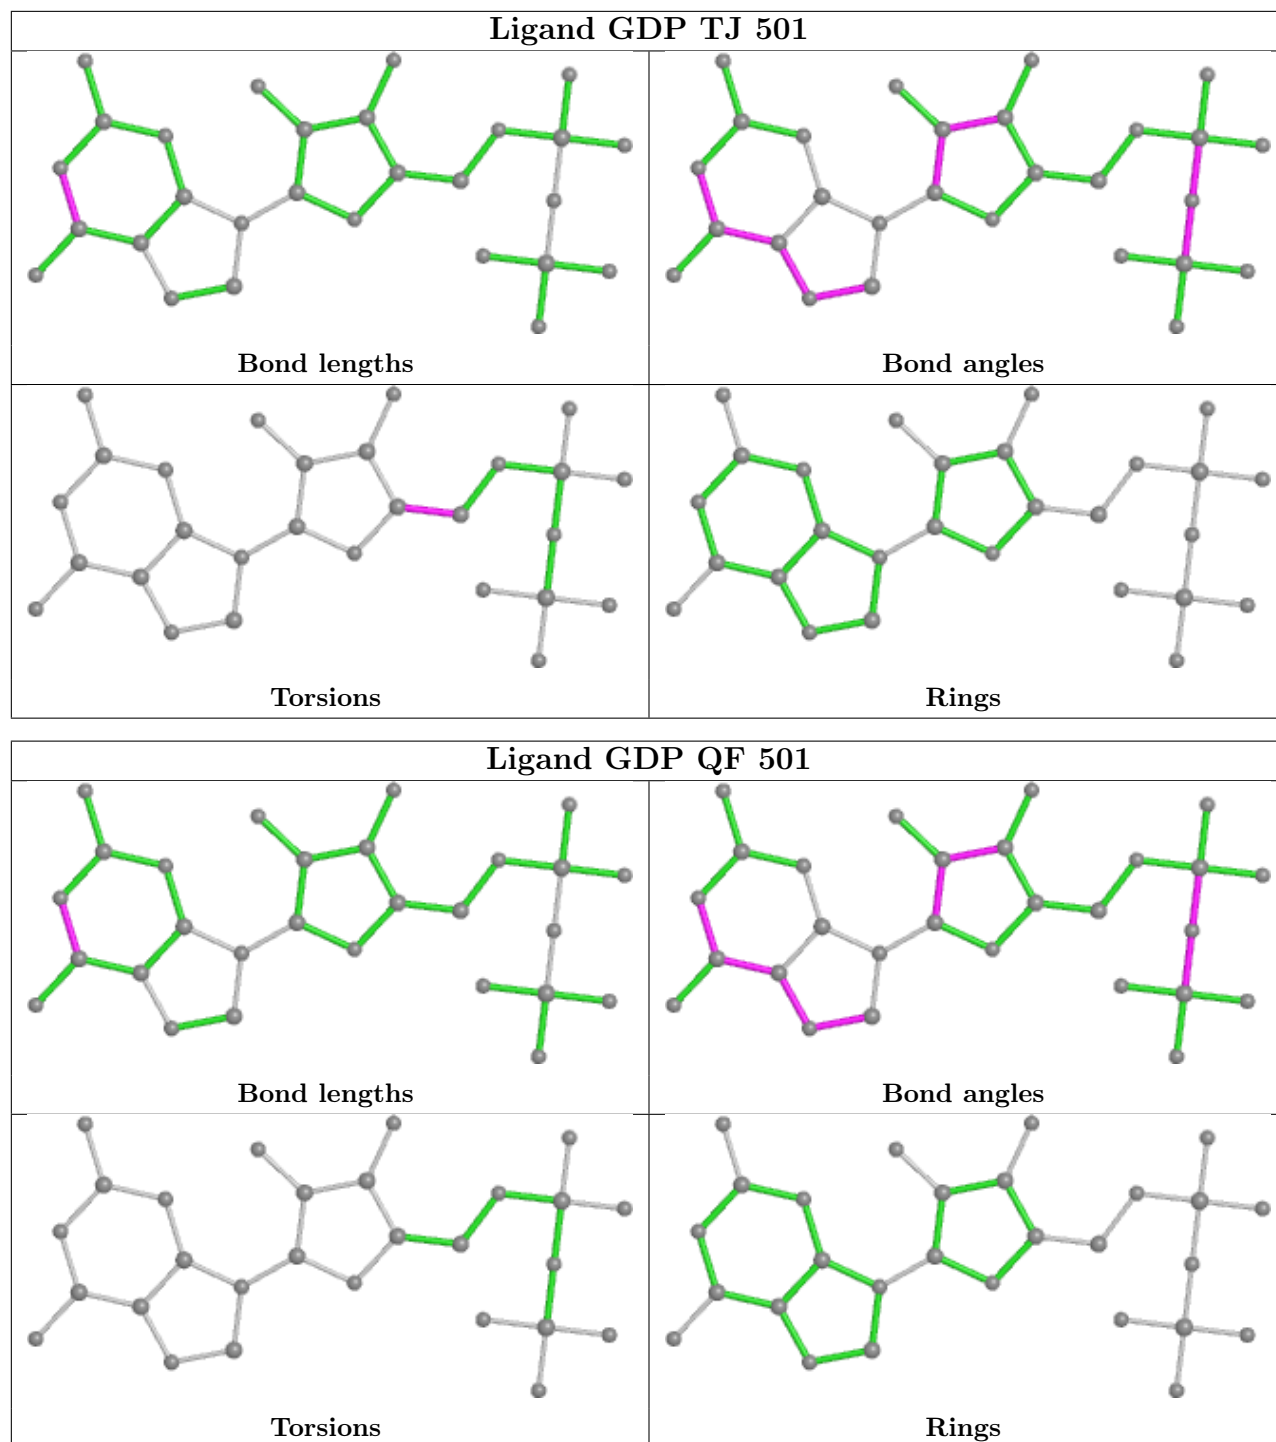 Ligand GDP TJ 501
Bond lengths
Bond angles
Torsions
Rings
Ligand GDP QF 501
Bond lengths
Bond angles
Torsions
Rings